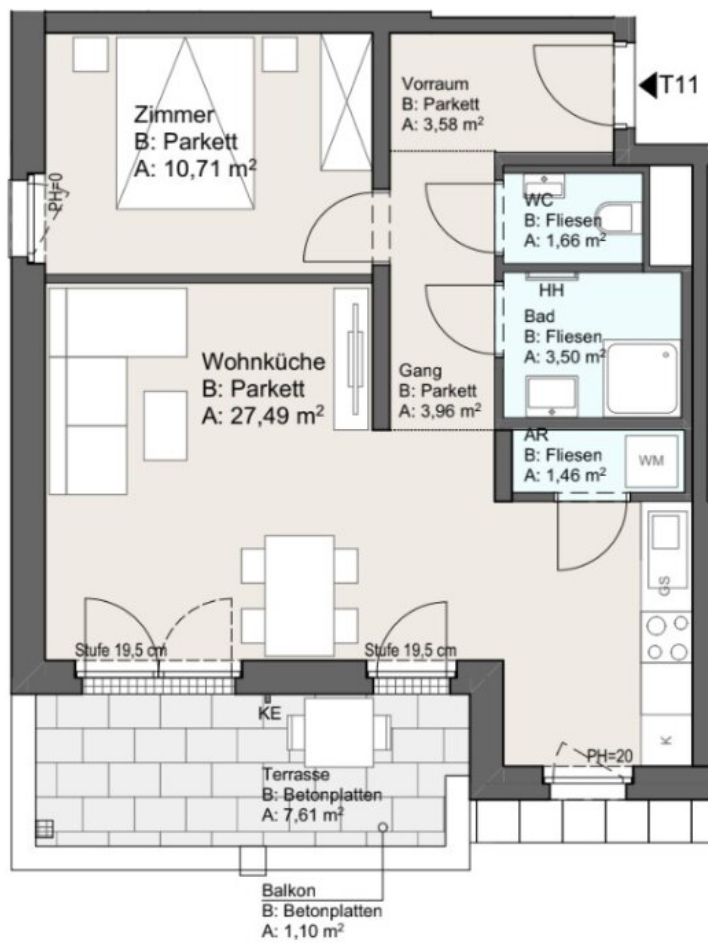 Zimmer
B: Parkett
A: 10,71 m²
Vorraum
B: Parkett
A: 3,58 m²
T11
PH=0
WC
B: Fliesen
A: 1,66 m²
HH
Bad
B: Fliesen
A: 3,50 m²
Wohnküche
B: Parkett
A: 27,49 m²
Gang
B: Parkett
A: 3,96 m²
AR
B: Fliesen
A: 1,46 m²
WM
GS
Stufe 19,5 cm
Stufe 19,5 cm
KE
K
PH=20
Terrasse
B: Betonplatten
A: 7,61 m²
Balkon
B: Betonplatten
A: 1,10 m²